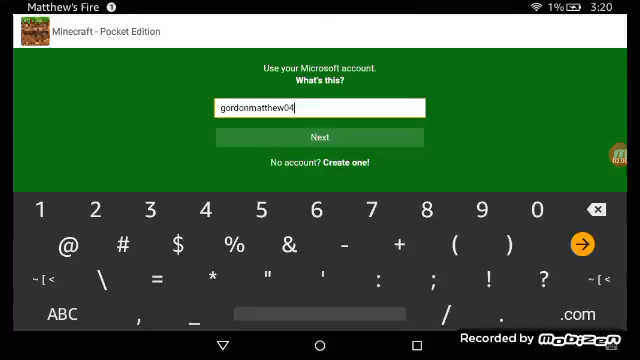 Matthew's Fire 1 1% 3:20
Minecraft - Pocket Edition
Use your Microsoft account.
What's this?
gordonmatthew04
Next
No account? Create one!
1 2 3 4 5 6 7 8 9 0
@ # $ % & - + ( )
~ [ < \ = * " ' : ; ! ? ~ [ <
ABC , _ / . .com
Recorded by mobizen